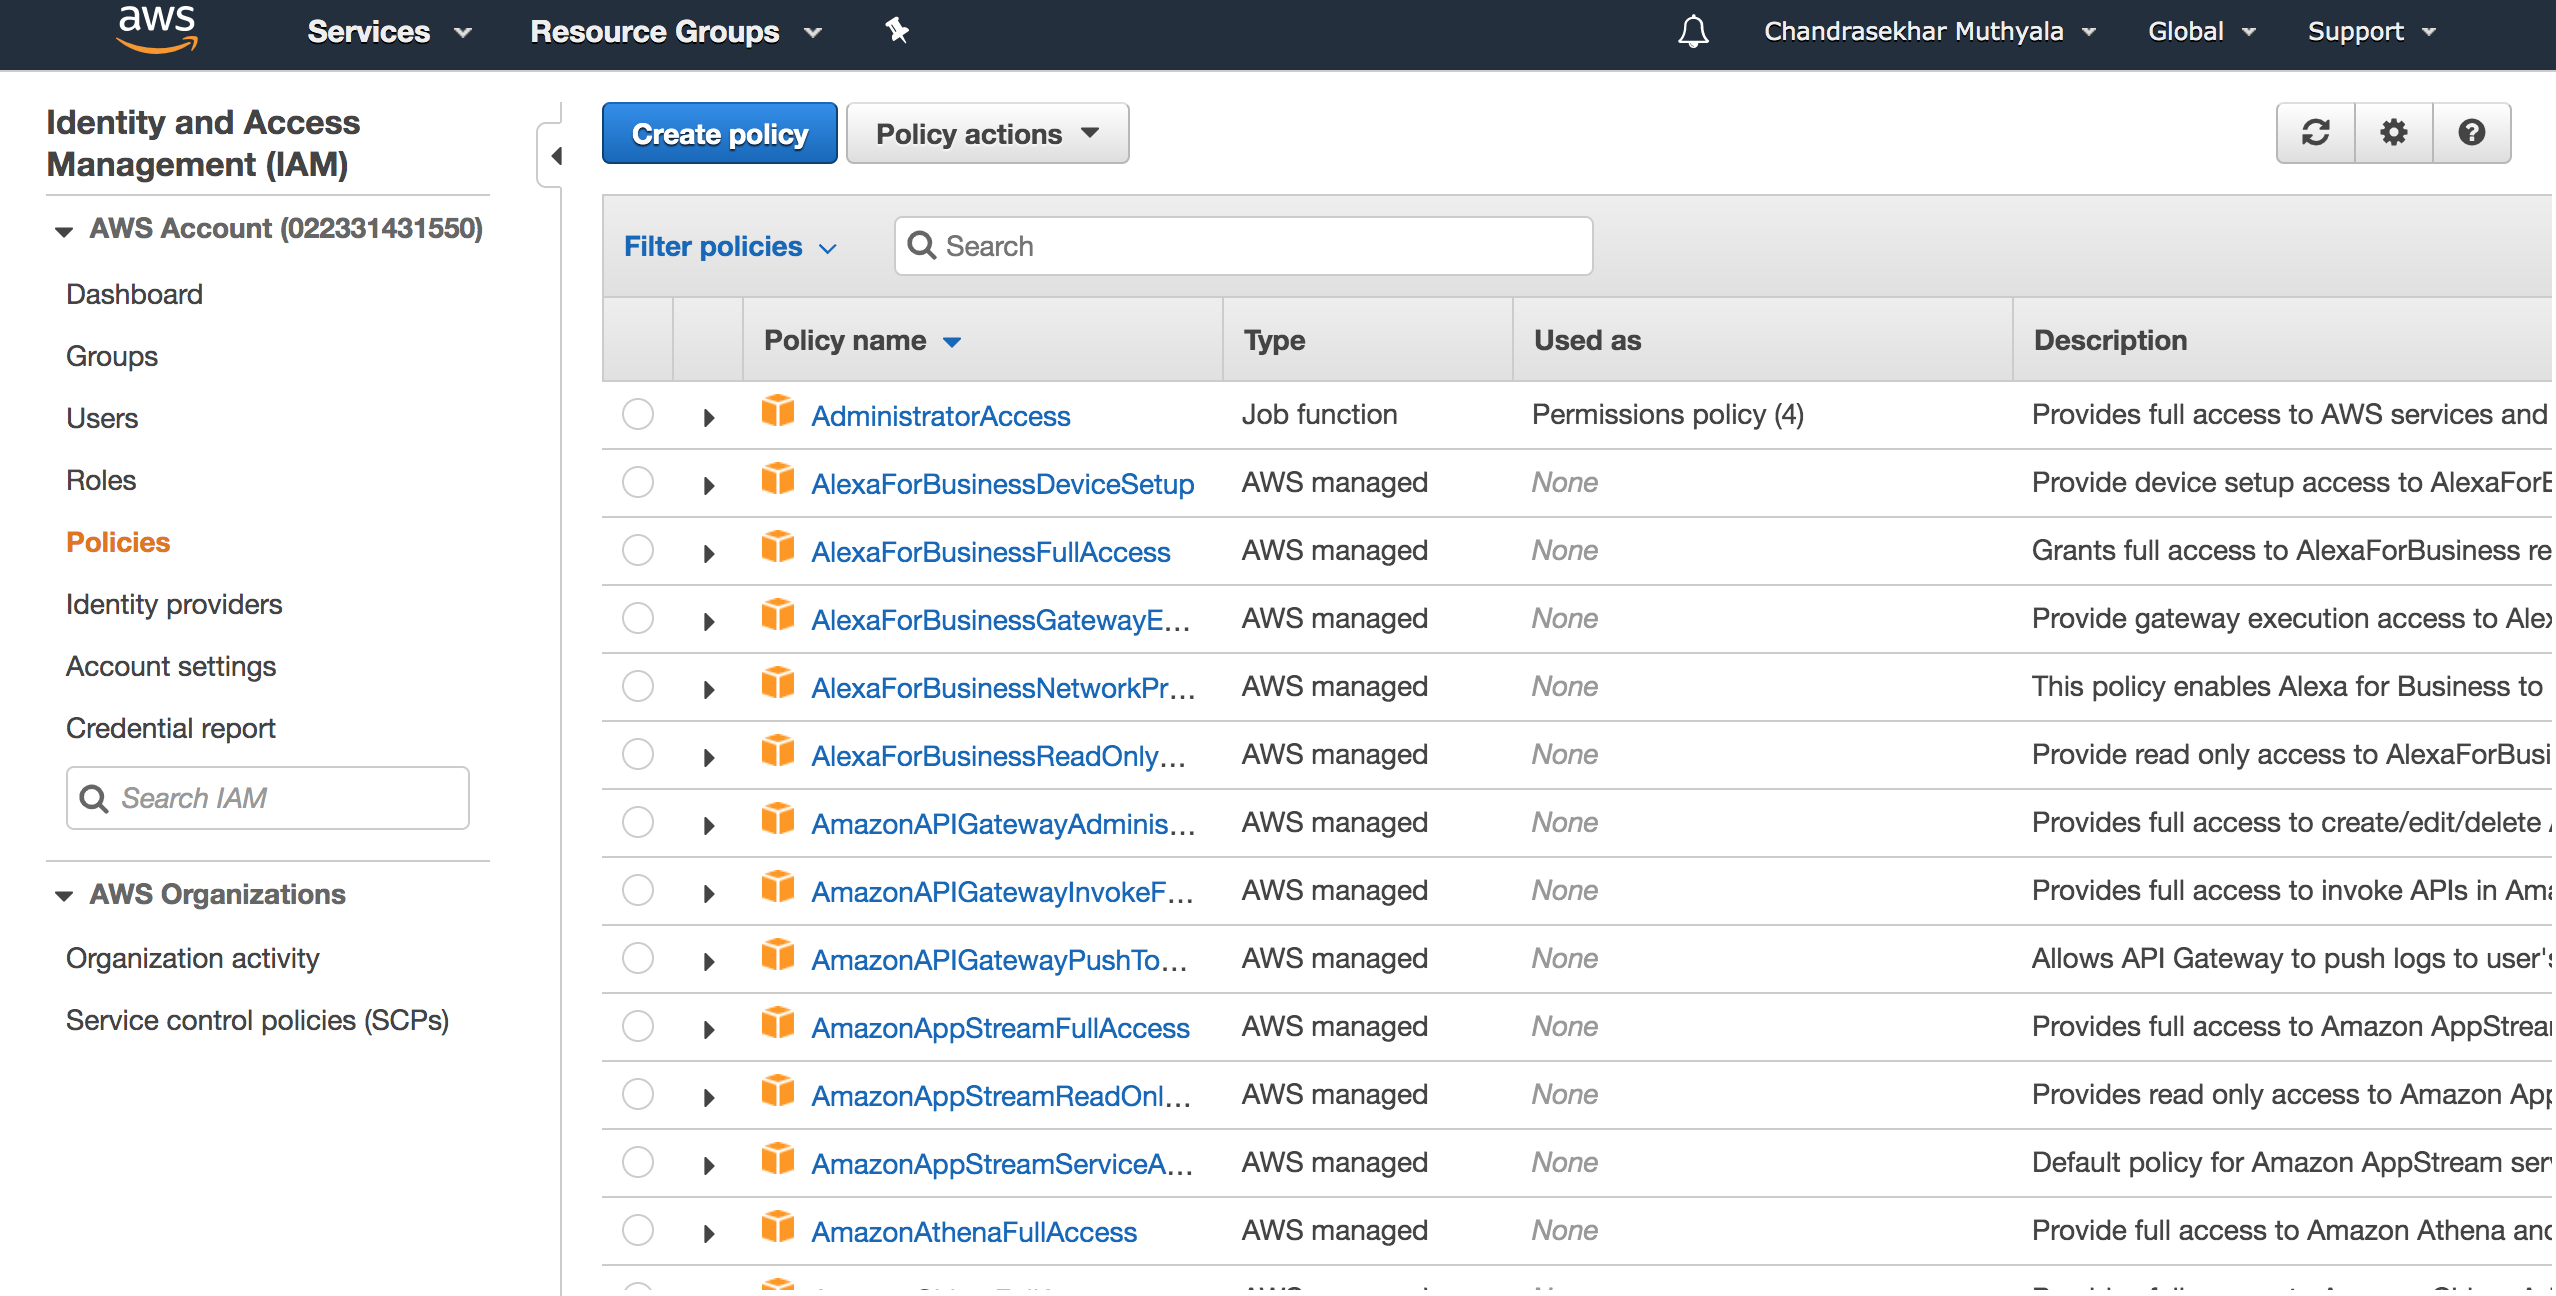 aws Services Resource Groups Chandrasekhar Muthyala Global Support
Identity and Access
Management (IAM)
AWS Account (022331431550)
Dashboard
Groups
Users
Roles
Policies
Identity providers
Account settings
Credential report
Search IAM
AWS Organizations
Organization activity
Service control policies (SCPs)
Create policy Policy actions
Filter policies Search
Policy name Type Used as Description
AdministratorAccess Job function Permissions policy (4) Provides full access to AWS services and
AlexaForBusinessDeviceSetup AWS managed None Provide device setup access to AlexaForB
AlexaForBusinessFullAccess AWS managed None Grants full access to AlexaForBusiness re
AlexaForBusinessGatewayE... AWS managed None Provide gateway execution access to Alex
AlexaForBusinessNetworkPr... AWS managed None This policy enables Alexa for Business to
AlexaForBusinessReadOnly... AWS managed None Provide read only access to AlexaForBusi
AmazonAPIGatewayAdminis... AWS managed None Provides full access to create/edit/delete
AmazonAPIGatewayInvokeF... AWS managed None Provides full access to invoke APIs in Ama
AmazonAPIGatewayPushTo... AWS managed None Allows API Gateway to push logs to user's
AmazonAppStreamFullAccess AWS managed None Provides full access to Amazon AppStrea
AmazonAppStreamReadOnl... AWS managed None Provides read only access to Amazon App
AmazonAppStreamServiceA... AWS managed None Default policy for Amazon AppStream serv
AmazonAthenaFullAccess AWS managed None Provide full access to Amazon Athena and